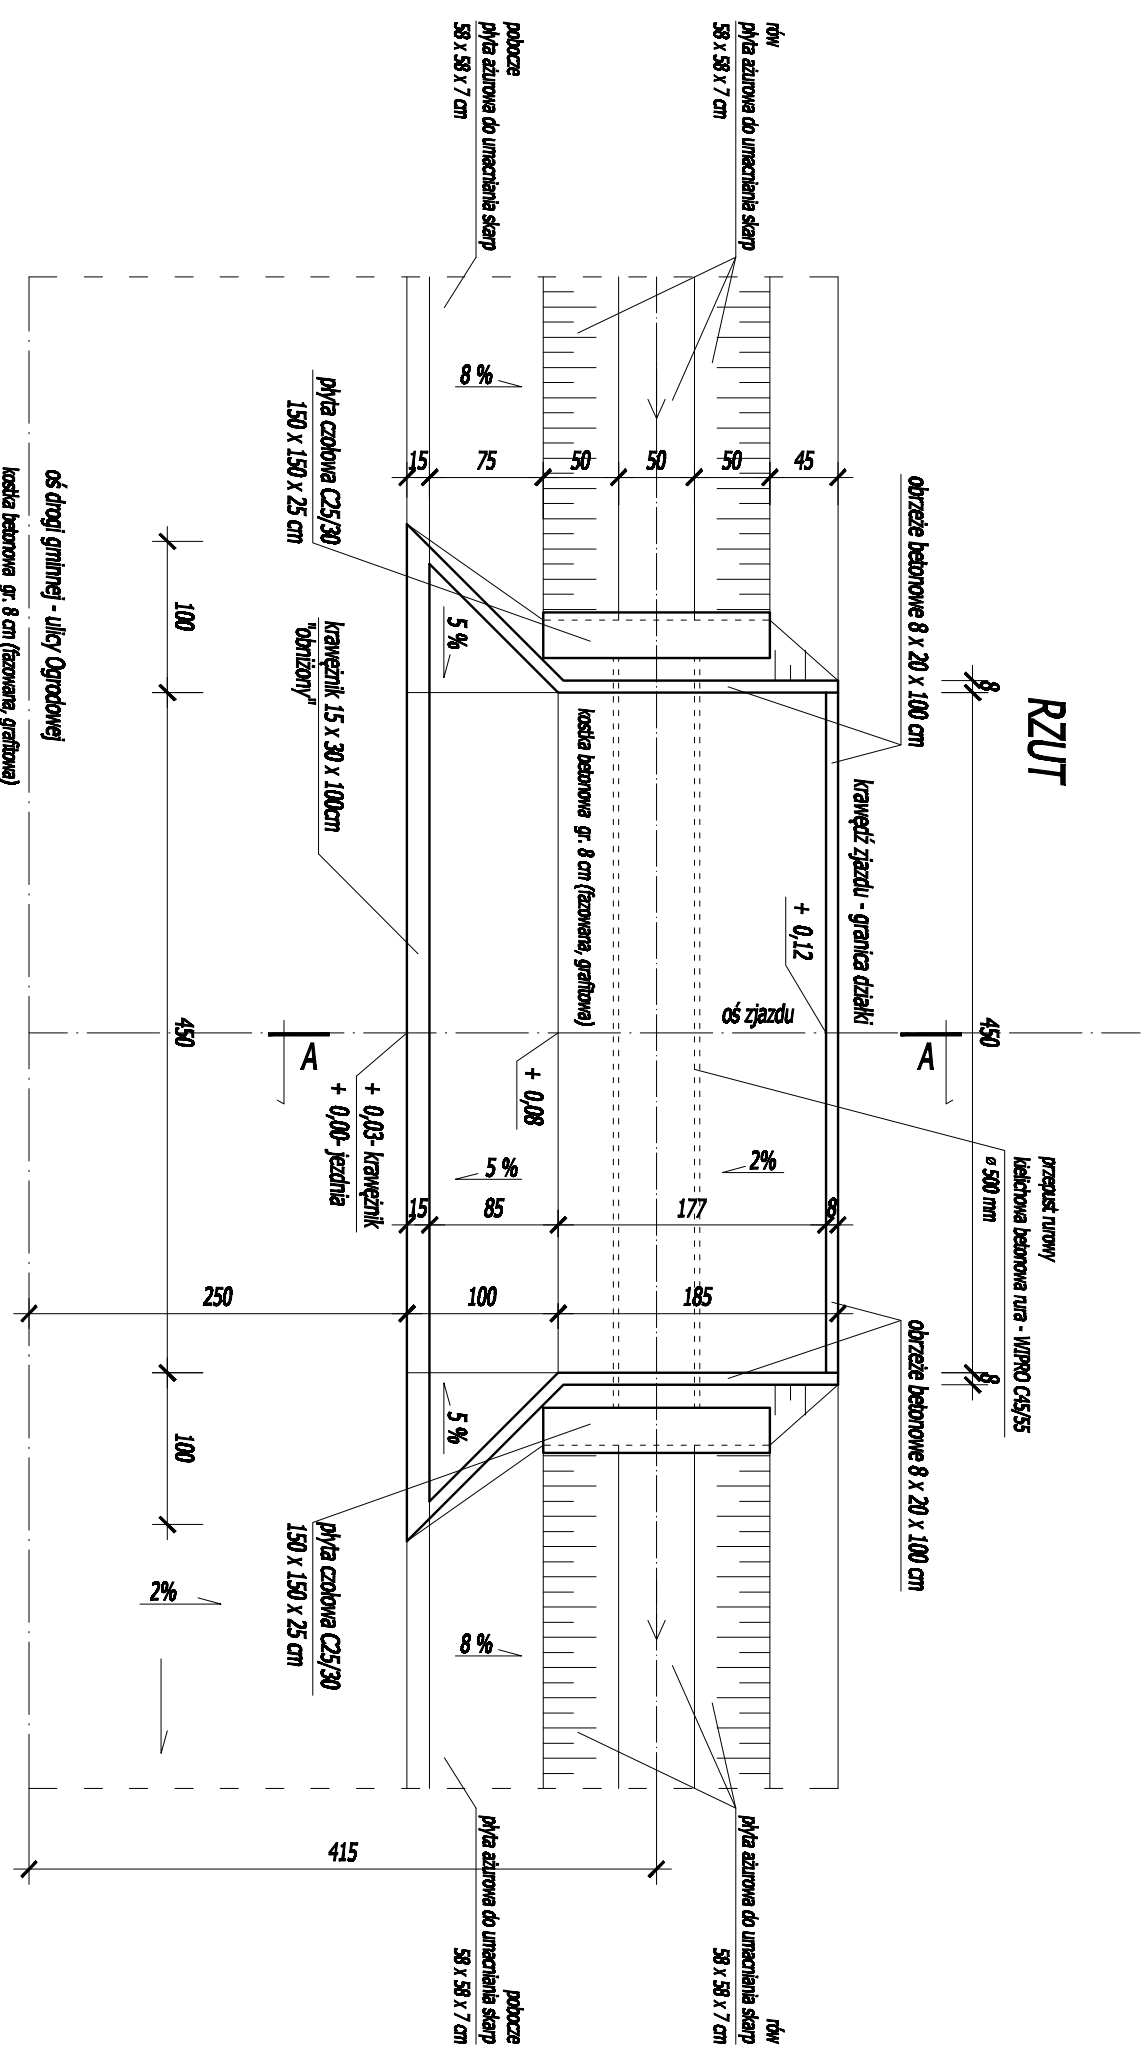 RZUT
rów
płyta ażurowa do umacniania skarp
58 x 58 x 7 cm
pobocze
płyta ażurowa do umacniania skarp
58 x 58 x 7 cm
obrzeże betonowe 8 x 20 x 100 cm
8
450
8
przepust rurowy
kielichowa betonowa rura - WIPRO C45/55
ø 500 mm
obrzeże betonowe 8 x 20 x 100 cm
krawędź zjazdu - granica działki
A
+ 0,12
oś zjazdu
45
50
50
50
75
15
8 %
2%
8
177
185
kostka betonowa gr. 8 cm (fazowana, grafitowa)
+ 0,08
5 %
5 %
5 %
85
15
100
250
płyta czołowa C25/30
150 x 150 x 25 cm
krawężnik 15 x 30 x 100cm
"obniżony"
+ 0,03- krawężnik
+ 0,00- jezdnia
A
płyta czołowa C25/30
150 x 150 x 25 cm
8 %
100
450
100
2%
415
oś drogi gminnej - ulicy Ogrodowej
kostka betonowa gr. 8 cm (fazowana, grafitowa)
rów
płyta ażurowa do umacniania skarp
58 x 58 x 7 cm
pobocze
płyta ażurowa do umacniania skarp
58 x 58 x 7 cm